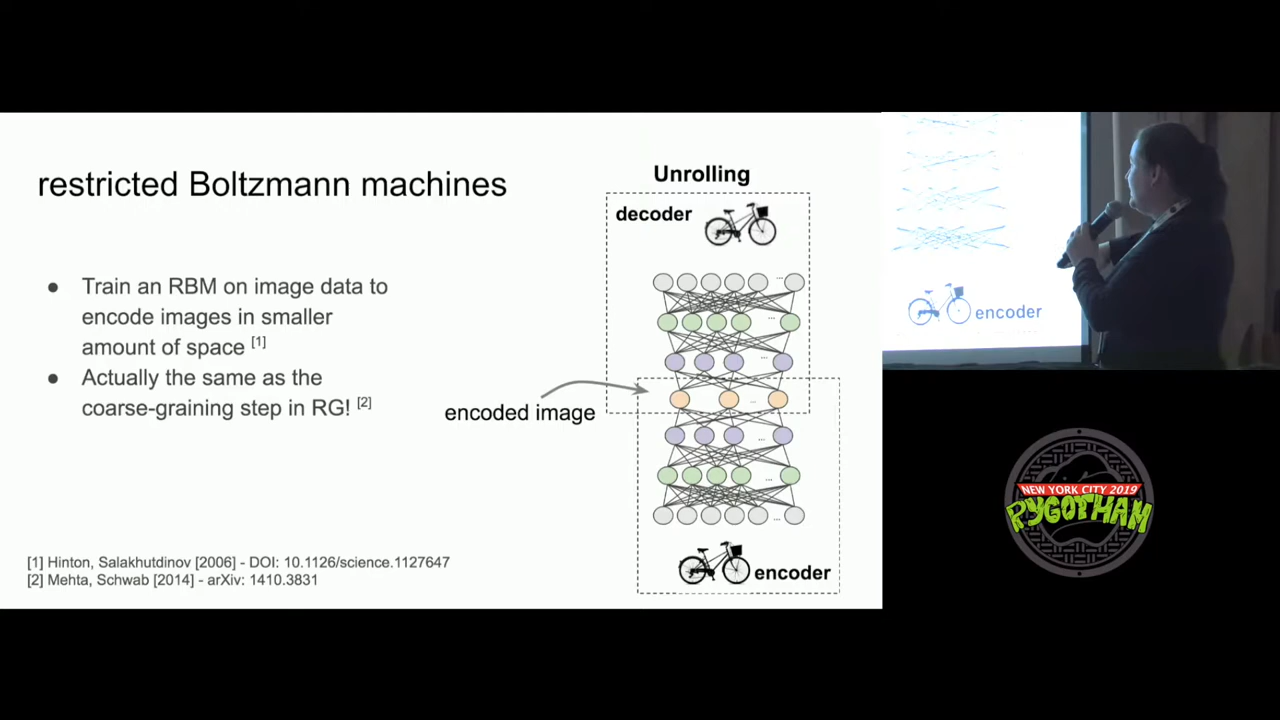 restricted Boltzmann machines
● Train an RBM on image data to
encode images in smaller
amount of space [1]
● Actually the same as the
coarse-graining step in RG! [2]
[1] Hinton, Salakhutdinov [2006] - DOI: 10.1126/science.1127647
[2] Mehta, Schwab [2014] - arXiv: 1410.3831
Unrolling
decoder
encoded image
encoder
encoder
NEW YORK CITY 2019
PYGOTHAM